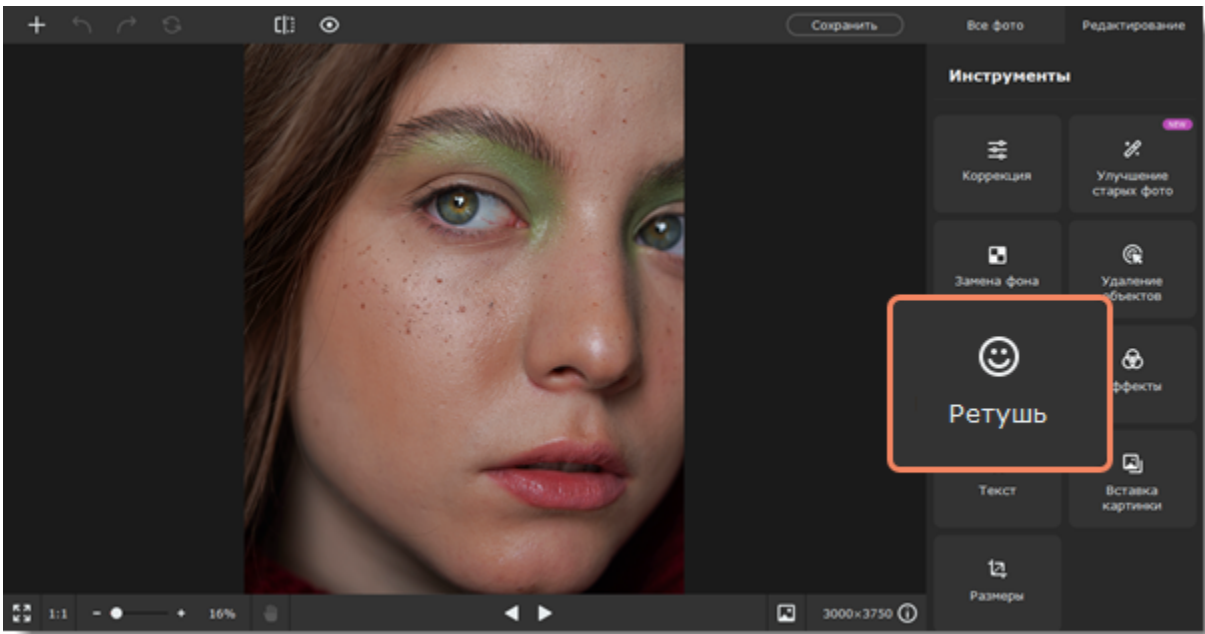 Сохранить
Все фото
Редактирование
Инструменты
NEW
Коррекция
Улучшение
старых фото
Замена фона
Удаление
объектов
Ретушь
Эффекты
Текст
Вставка
картинки
Размеры
1:1
16%
3000×3750